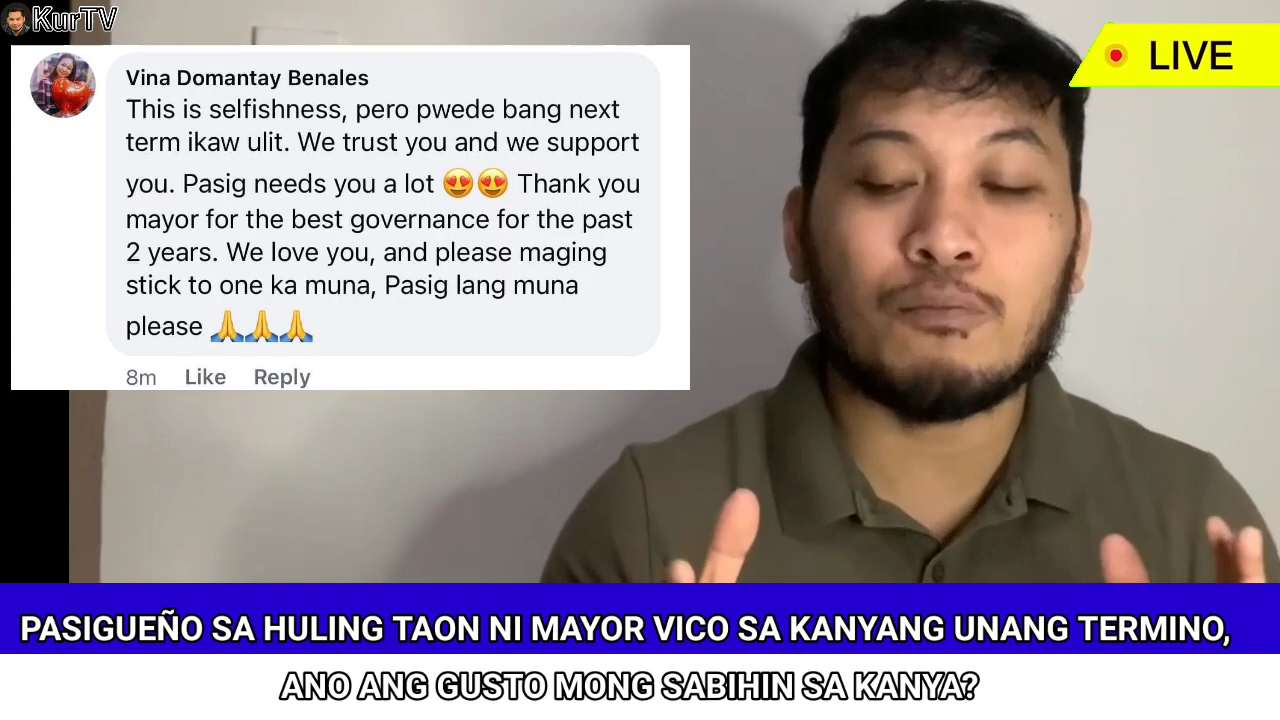 KurTV
LIVE
Vina Domantay Benales
This is selfishness, pero pwede bang next
term ikaw ulit. We trust you and we support
you. Pasig needs you a lot 😍😍 Thank you
mayor for the best governance for the past
2 years. We love you, and please maging
stick to one ka muna, Pasig lang muna
please 🙏🙏🙏
8m Like Reply
PASIGUEÑO SA HULING TAON NI MAYOR VICO SA KANYANG UNANG TERMINO,
ANO ANG GUSTO MONG SABIHIN SA KANYA?